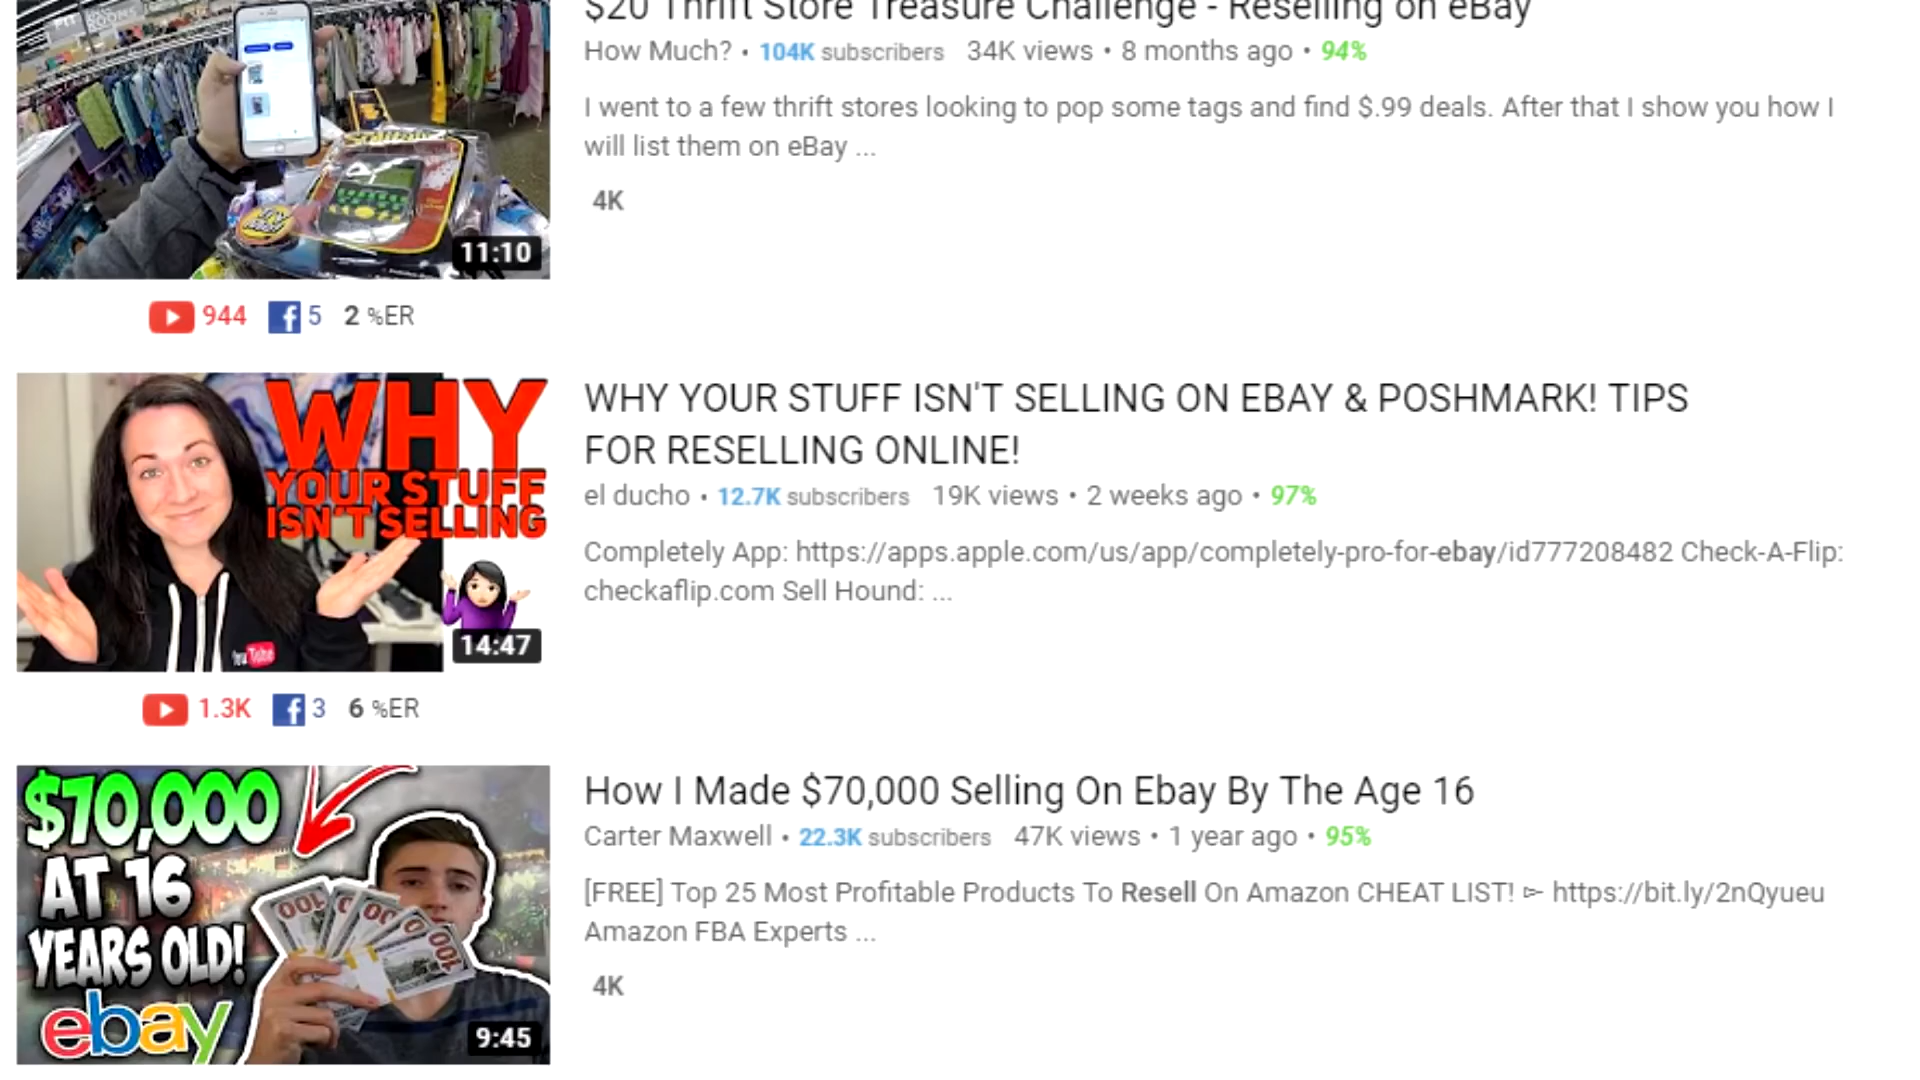 $20 Thrift Store Treasure Challenge - Reselling on eBay
How Much? • 104K subscribers 34K views • 8 months ago • 94%
I went to a few thrift stores looking to pop some tags and find $.99 deals. After that I show you how I
will list them on eBay ...
4K
11:10
944 5 2 %ER
WHY
YOUR STUFF
ISN'T SELLING
YouTube
14:47
WHY YOUR STUFF ISN'T SELLING ON EBAY & POSHMARK! TIPS
FOR RESELLING ONLINE!
el ducho • 12.7K subscribers 19K views • 2 weeks ago • 97%
Completely App: https://apps.apple.com/us/app/completely-pro-for-ebay/id777208482 Check-A-Flip:
checkaflip.com Sell Hound: ...
1.3K 3 6 %ER
$70,000
AT 16
YEARS OLD!
ebay
100
100
9:45
How I Made $70,000 Selling On Ebay By The Age 16
Carter Maxwell • 22.3K subscribers 47K views • 1 year ago • 95%
[FREE] Top 25 Most Profitable Products To Resell On Amazon CHEAT LIST! ⊳ https://bit.ly/2nQyueu
Amazon FBA Experts ...
4K